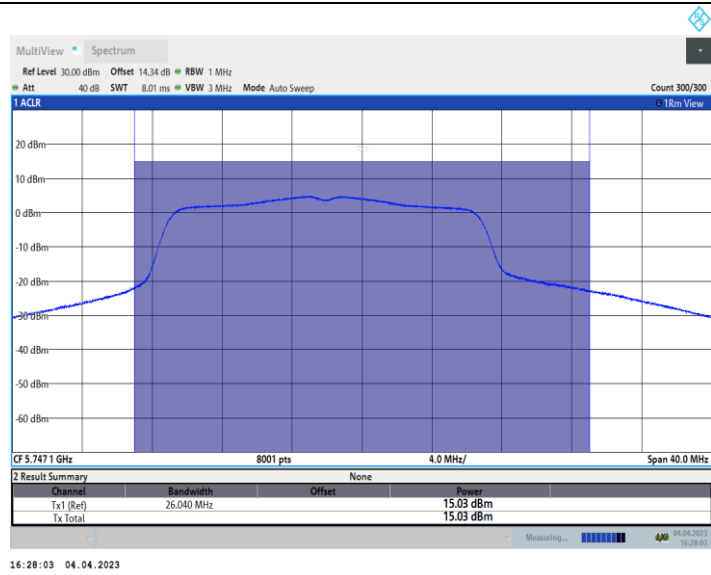 MultiView Spectrum
Ref Level 30.00 dBm Offset 14.34 dB RBW 1 MHz
Att 40 dB SWT 8.01 ms VBW 3 MHz Mode Auto Sweep Count 300/300
1 ACLR 1Rm View
20 dBm
10 dBm
0 dBm
-10 dBm
-20 dBm
-30 dBm
-40 dBm
-50 dBm
-60 dBm
CF 5.7471 GHz 8001 pts 4.0 MHz/ Span 40.0 MHz
2 Result Summary None
Channel Bandwidth Offset Power
Tx1 (Ref) 26.040 MHz 15.03 dBm
Tx Total 15.03 dBm
Measuring... 04.04.2023
16:28:03
16:28:03 04.04.2023